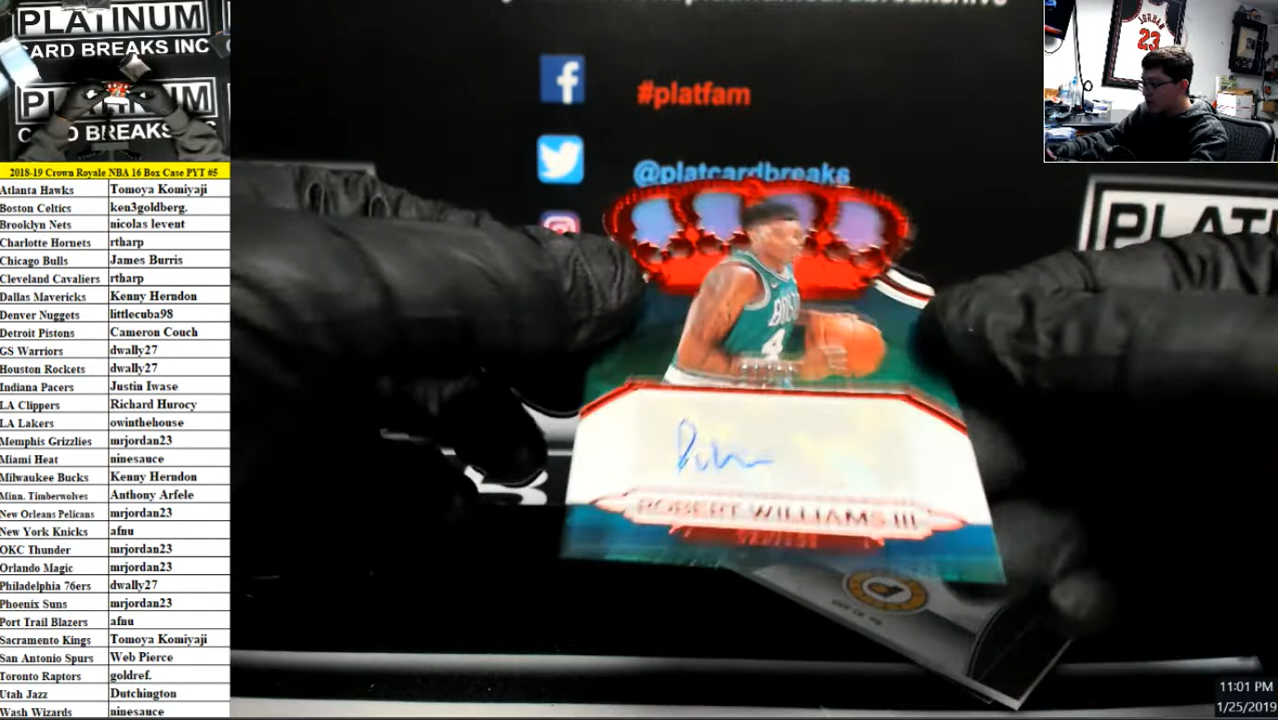 PLATINUM
CARD BREAKS INC
CARD BREAKS
#platfam
@platcardbreaks
JORDAN
23
BOS
4
ROBERT WILLIAMS III
2018-19 Crown Royale NBA 16 Box Case PYT #5
Atlanta Hawks Tomoya Komiyaji
Boston Celtics ken3goldberg.
Brooklyn Nets nicolas levent
Charlotte Hornets rtharp
Chicago Bulls James Burris
Cleveland Cavaliers rtharp
Dallas Mavericks Kenny Herndon
Denver Nuggets littlecuba98
Detroit Pistons Cameron Couch
GS Warriors dwally27
Houston Rockets dwally27
Indiana Pacers Justin Iwase
LA Clippers Richard Hurocy
LA Lakers owinthehouse
Memphis Grizzlies mrjordan23
Miami Heat ninesauce
Milwaukee Bucks Kenny Herndon
Minn. Timberwolves Anthony Arfele
New Orleans Pelicans mrjordan23
New York Knicks afnu
OKC Thunder mrjordan23
Orlando Magic mrjordan23
Philadelphia 76ers dwally27
Phoenix Suns mrjordan23
Port Trail Blazers afnu
Sacramento Kings Tomoya Komiyaji
San Antonio Spurs Web Pierce
Toronto Raptors goldref.
Utah Jazz Dutchington
Wash Wizards ninesauce
11:01 PM
1/25/2019